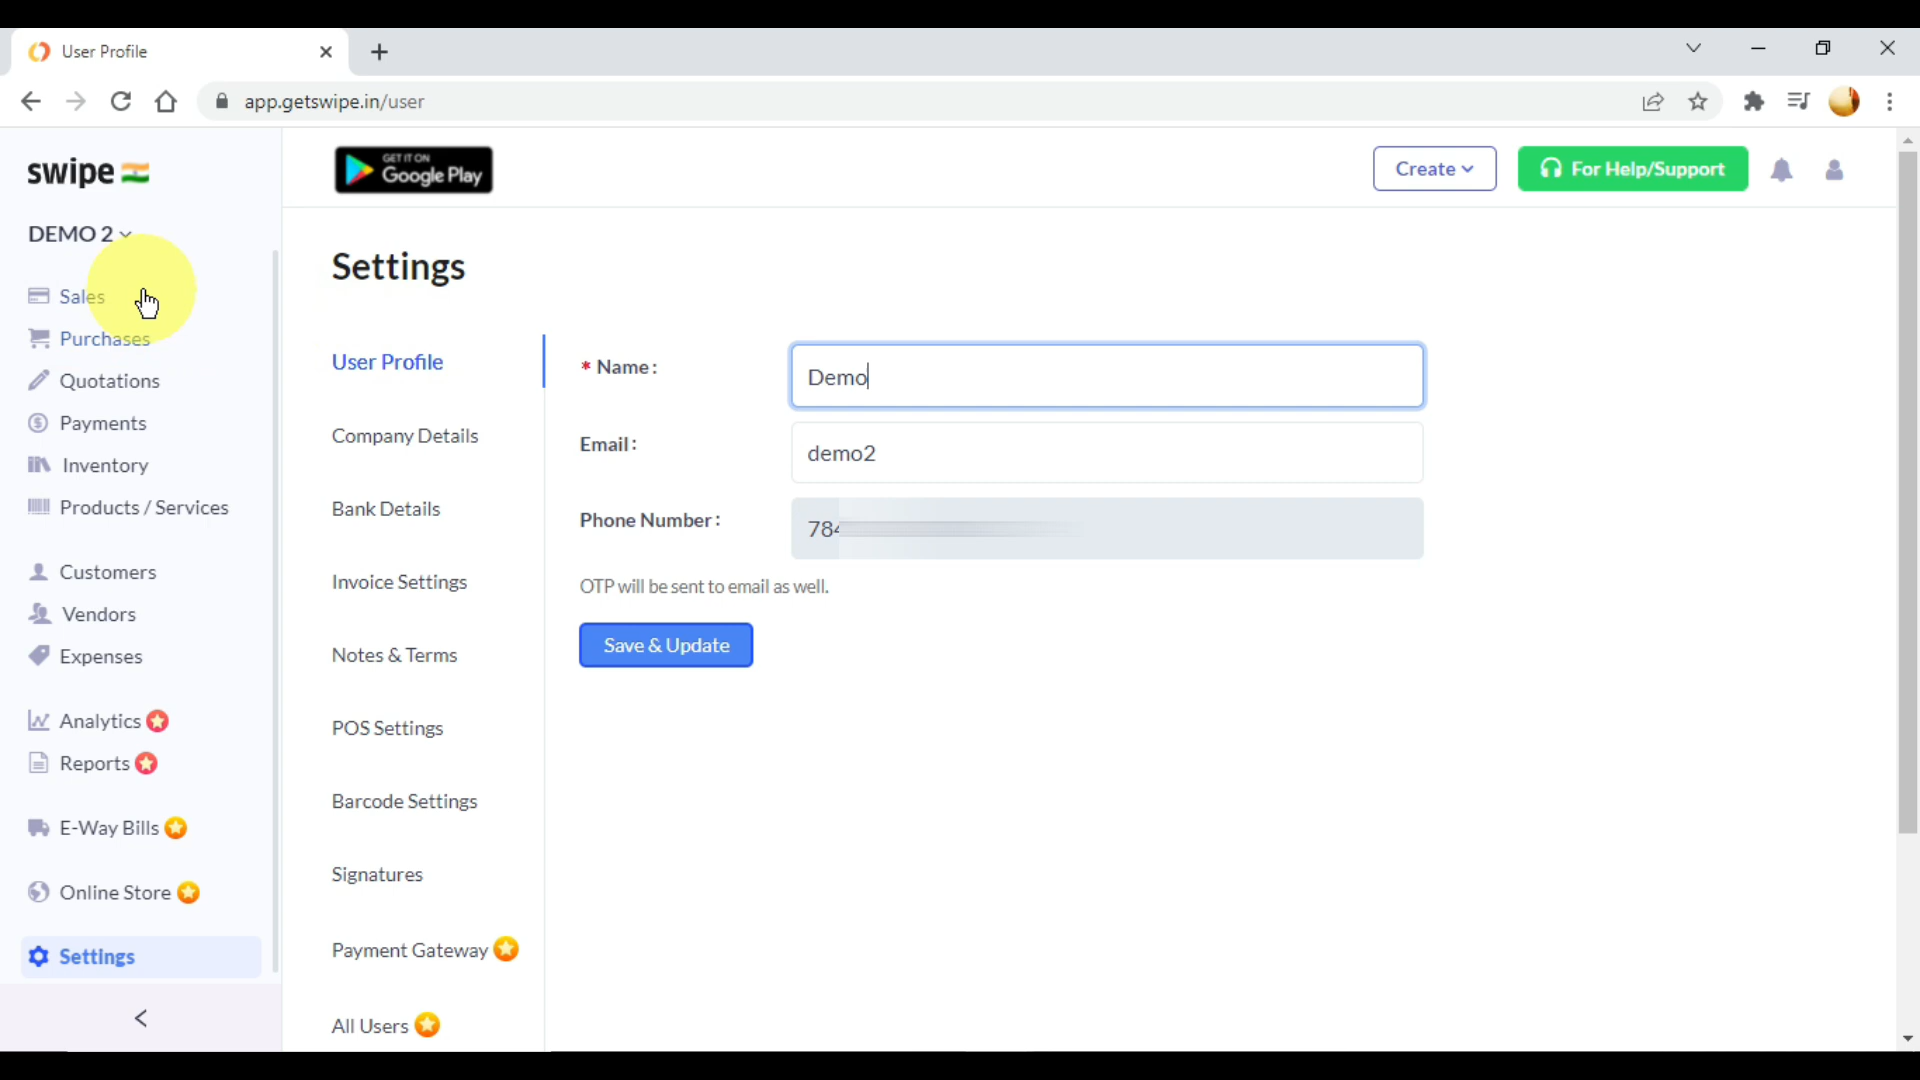 User Profile
app.getswipe.in/user
swipe
GET IT ON
Google Play
Create
For Help/Support
DEMO 2
Sales
Purchases
Quotations
Payments
Inventory
Products / Services
Customers
Vendors
Expenses
Analytics
Reports
E-Way Bills
Online Store
Settings
Settings
User Profile
Company Details
Bank Details
Invoice Settings
Notes & Terms
POS Settings
Barcode Settings
Signatures
Payment Gateway
All Users
* Name :
Demo
Email :
demo2
Phone Number :
784
OTP will be sent to email as well.
Save & Update